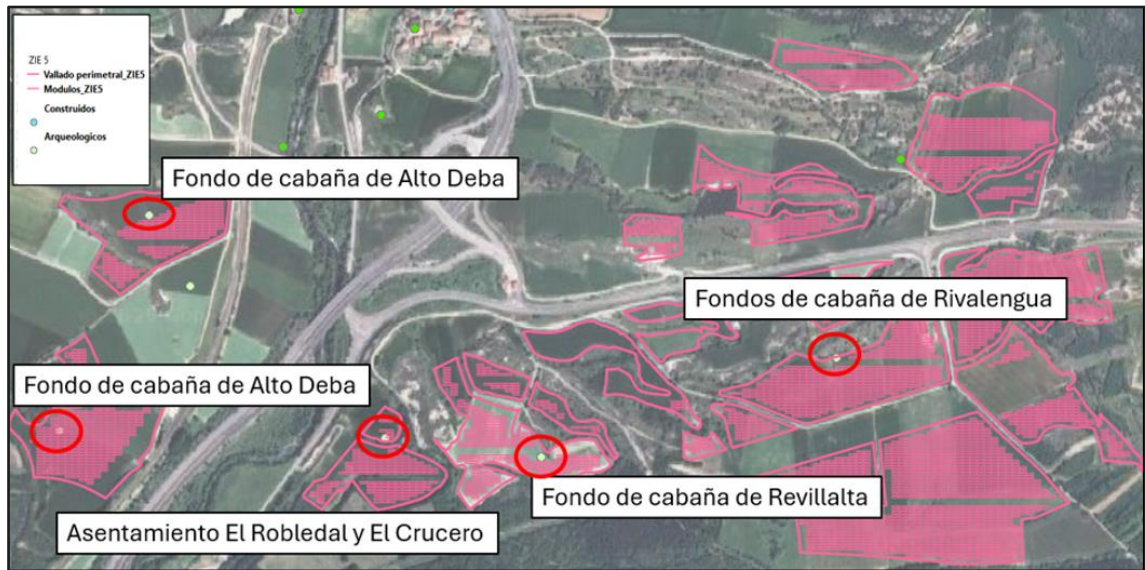 ZIE 5
Vallado perimetral_ZIE5
Modulos_ZIE5
Construidos
Arqueologicos
Fondo de cabaña de Alto Deba
Fondos de cabaña de Rivalengua
Fondo de cabaña de Alto Deba
Fondo de cabaña de Revillalta
Asentamiento El Robledal y El Crucero